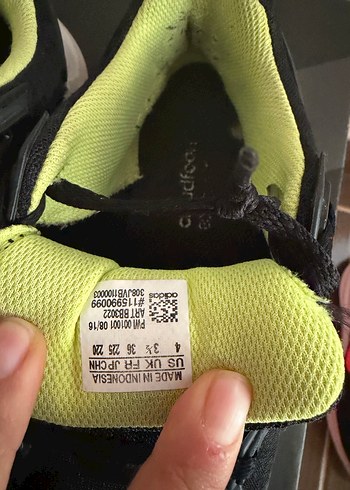 MADE IN INDONESIA
US UK FR JP CHN
4 3½ 36 225 220
PW 001001 08/16
ART BB3022
#115990099
308JVB1100003
adidas
cloudfoam